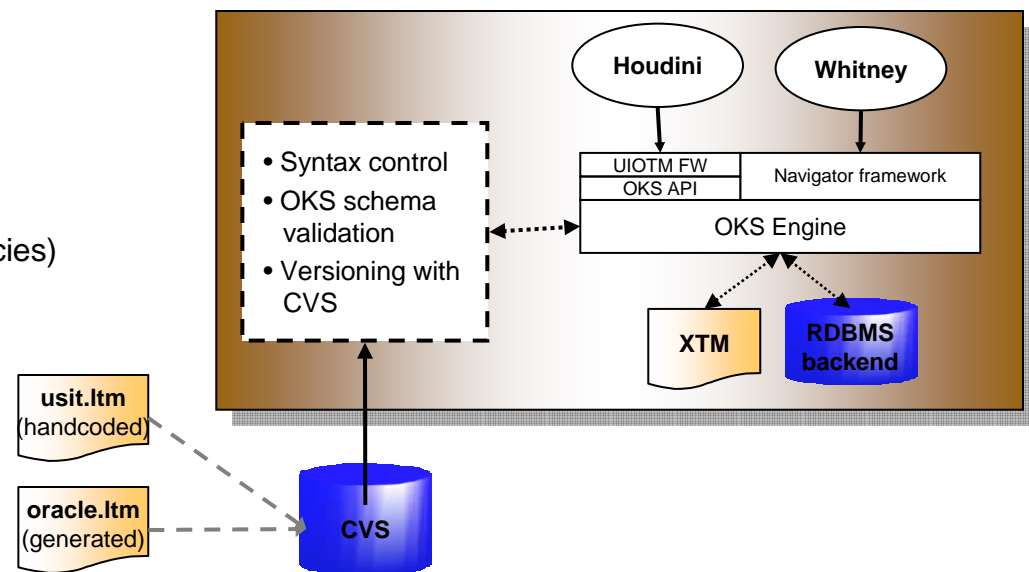 Houdini
Whitney
• Syntax control
• OKS schema
validation
• Versioning with
CVS
UIOTM FW
OKS API
Navigator framework
OKS Engine
XTM
RDBMS
backend
cies)
usit.ltm
(handcoded)
oracle.ltm
(generated)
CVS